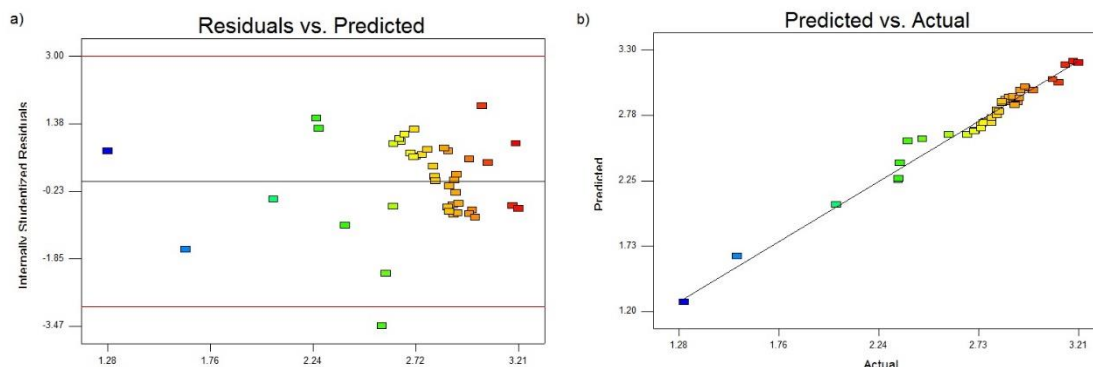 a)
Residuals vs. Predicted
Internally Studentized Residuals
3.00
1.38
-0.23
-1.85
-3.47
1.28 1.76 2.24 2.72 3.21
b)
Predicted vs. Actual
Predicted
3.30
2.78
2.25
1.73
1.20
1.28 1.76 2.24 2.73 3.21
Actual